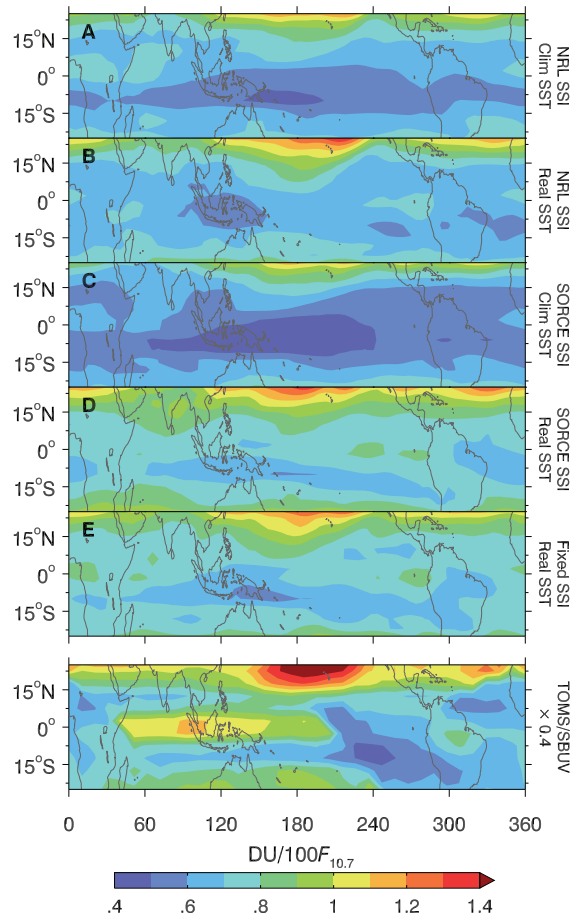 A
15°N
0°
15°S
NRL SSI
Clim SST
B
15°N
0°
15°S
NRL SSI
Real SST
C
15°N
0°
15°S
SORCE SSI
Clim SST
D
15°N
0°
15°S
SORCE SSI
Real SST
E
15°N
0°
15°S
Fixed SSI
Real SST
15°N
0°
15°S
TOMS/SBUV
× 0.4
0 60 120 180 240 300 360
DU/100F10.7
.4 .6 .8 1 1.2 1.4